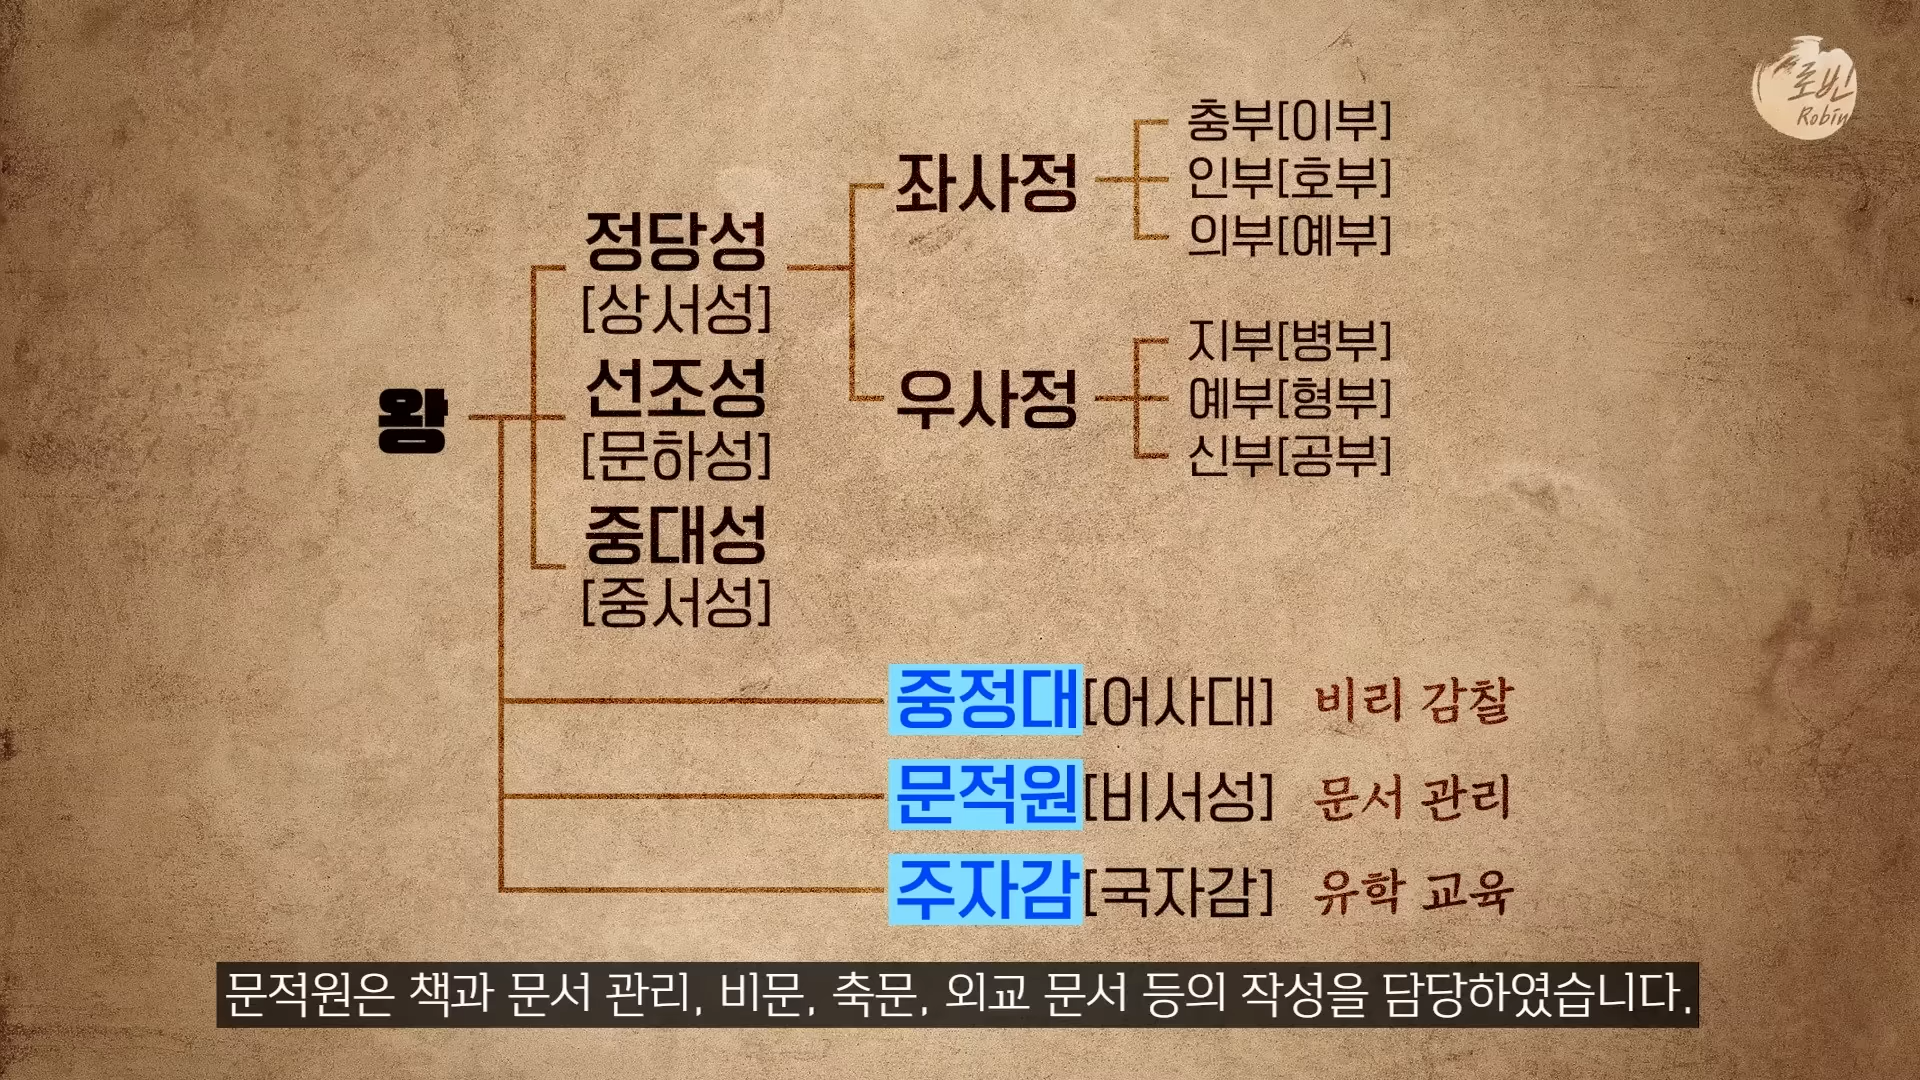 로빈
Robin
왕
정당성
[상서성]
선조성
[문하성]
중대성
[중서성]
좌사정
충부[이부]
인부[호부]
의부[예부]
우사정
지부[병부]
예부[형부]
신부[공부]
중정대[어사대] 비리 감찰
문적원[비서성] 문서 관리
주자감[국자감] 유학 교육
문적원은 책과 문서 관리, 비문, 축문, 외교 문서 등의 작성을 담당하였습니다.